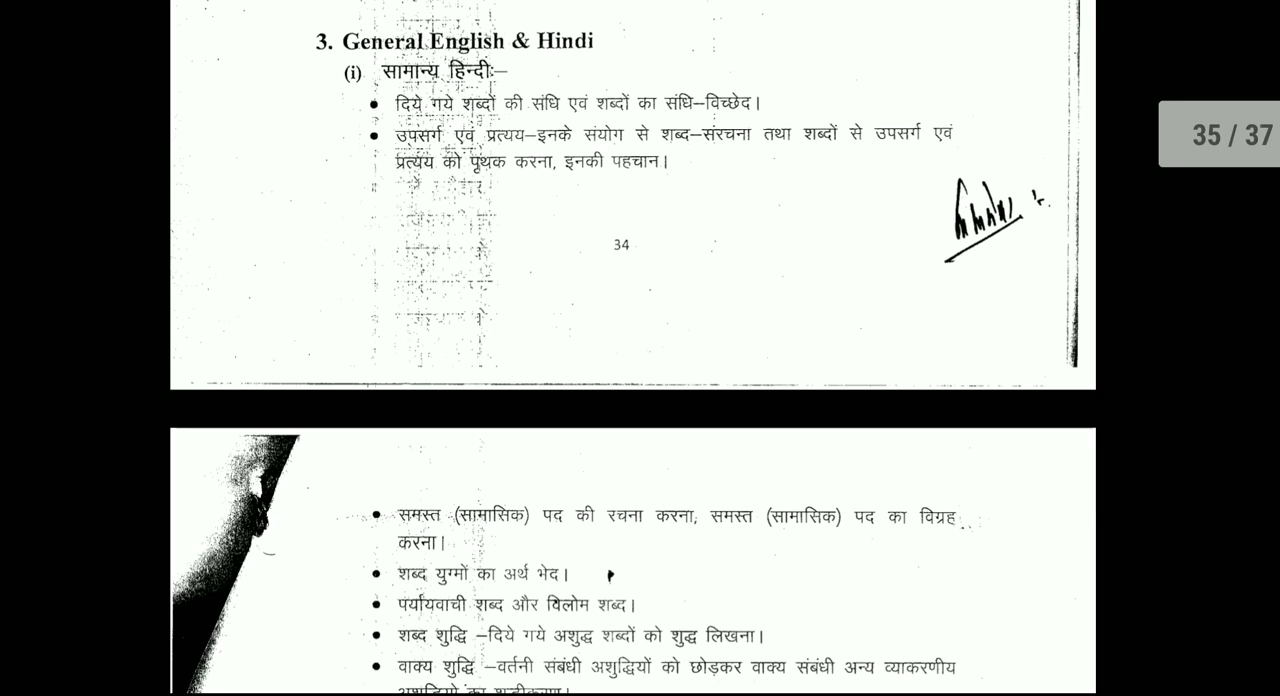 3. General English & Hindi
(i) सामान्य हिन्दीः–
• दिये गये शब्दों की संधि एवं शब्दों का संधि–विच्छेद।
• उपसर्ग एवं प्रत्यय–इनके संयोग से शब्द–संरचना तथा शब्दों से उपसर्ग एवं
प्रत्यय को पृथक करना, इनकी पहचान।
35 / 37
34
• समस्त (सामासिक) पद की रचना करना, समस्त (सामासिक) पद का विग्रह
करना।
• शब्द युग्मों का अर्थ भेद।
• पर्यायवाची शब्द और विलोम शब्द।
• शब्द शुद्धि –दिये गये अशुद्ध शब्दों को शुद्ध लिखना।
• वाक्य शुद्धि –वर्तनी संबंधी अशुद्धियों को छोड़कर वाक्य संबंधी अन्य व्याकरणीय
अशुद्धियों का शुद्धीकरण।